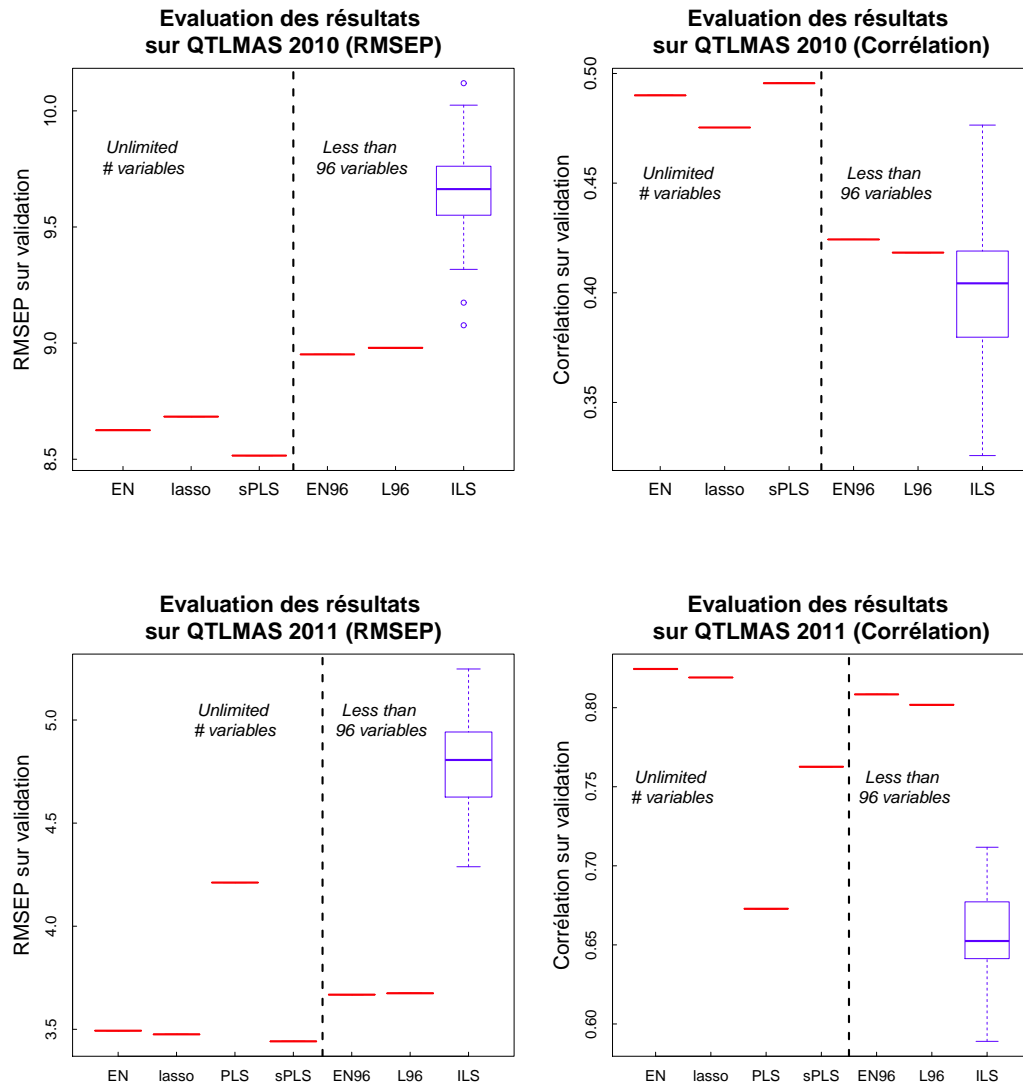 Evaluation des résultats
sur QTLMAS 2010 (RMSEP)
RMSEP sur validation
10.0
9.5
9.0
8.5
Unlimited
# variables
Less than
96 variables
EN lasso sPLS EN96 L96 ILS
Evaluation des résultats
sur QTLMAS 2010 (Corrélation)
Corrélation sur validation
0.50
0.45
0.40
0.35
Unlimited
# variables
Less than
96 variables
EN lasso sPLS EN96 L96 ILS
Evaluation des résultats
sur QTLMAS 2011 (RMSEP)
RMSEP sur validation
5.0
4.5
4.0
3.5
Unlimited
# variables
Less than
96 variables
EN lasso PLS sPLS EN96 L96 ILS
Evaluation des résultats
sur QTLMAS 2011 (Corrélation)
Corrélation sur validation
0.80
0.75
0.70
0.65
0.60
Unlimited
# variables
Less than
96 variables
EN lasso PLS sPLS EN96 L96 ILS